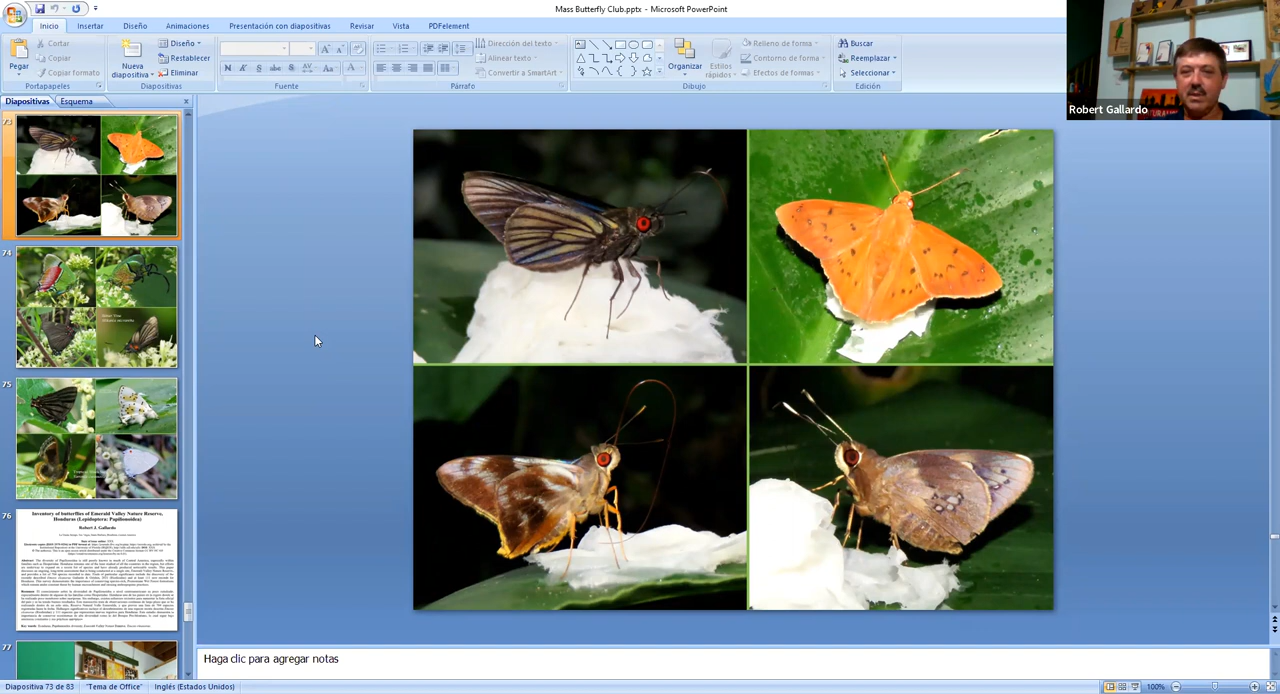 Mass Butterfly Club.pptx - Microsoft PowerPoint
Inicio Insertar Diseño Animaciones Presentación con diapositivas Revisar Vista PDFelement
Pegar
Cortar
Copiar
Copiar formato
Portapapeles
Nueva
diapositiva
Diseño
Restablecer
Eliminar
Diapositivas
Fuente
Dirección del texto
Alinear texto
Convertir a SmartArt
Párrafo
Organizar
Estilos
rápidos
Relleno de forma
Contorno de forma
Efectos de formas
Dibujo
Buscar
Reemplazar
Seleccionar
Edición
Robert Gallardo
Diapositivas Esquema
73
74
75
76
Inventory of butterflies of Emerald Valley Nature Reserve,
Honduras (Lepidoptera: Papilionoidea)
Robert J. Gallardo
77
Haga clic para agregar notas
Diapositiva 73 de 83 "Tema de Office" Inglés (Estados Unidos) 100%